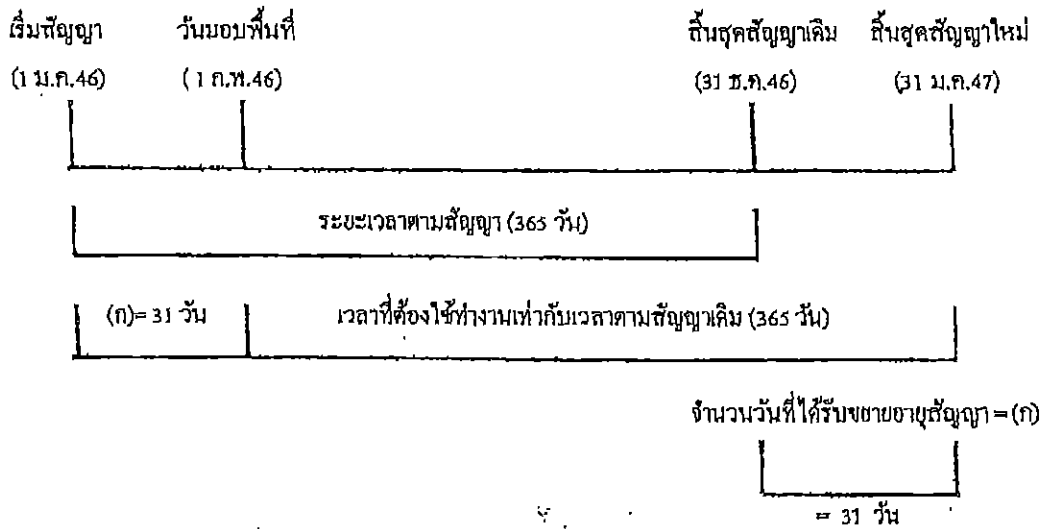 เริ่มสัญญา วันมอบพื้นที่ สิ้นสุดสัญญาเดิม สิ้นสุดสัญญาใหม่
(1 ม.ค.46) (1 ก.พ.46) (31 ธ.ค.46) (31 ม.ค.47)
ระยะเวลาตามสัญญา (365 วัน)
(ก)= 31 วัน เวลาที่ต้องใช้ทำงานเท่ากับเวลาตามสัญญาเดิม (365 วัน)
จำนวนวันที่ได้รับขยายอายุสัญญา = (ก)
= 31 วัน